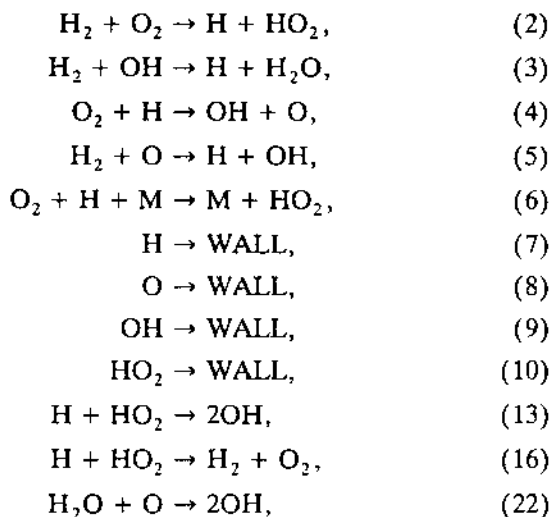 H₂ + O₂ → H + HO₂, (2)
H₂ + OH → H + H₂O, (3)
O₂ + H → OH + O, (4)
H₂ + O → H + OH, (5)
O₂ + H + M → M + HO₂, (6)
H → WALL, (7)
O → WALL, (8)
OH → WALL, (9)
HO₂ → WALL, (10)
H + HO₂ → 2OH, (13)
H + HO₂ → H₂ + O₂, (16)
H₂O + O → 2OH, (22)